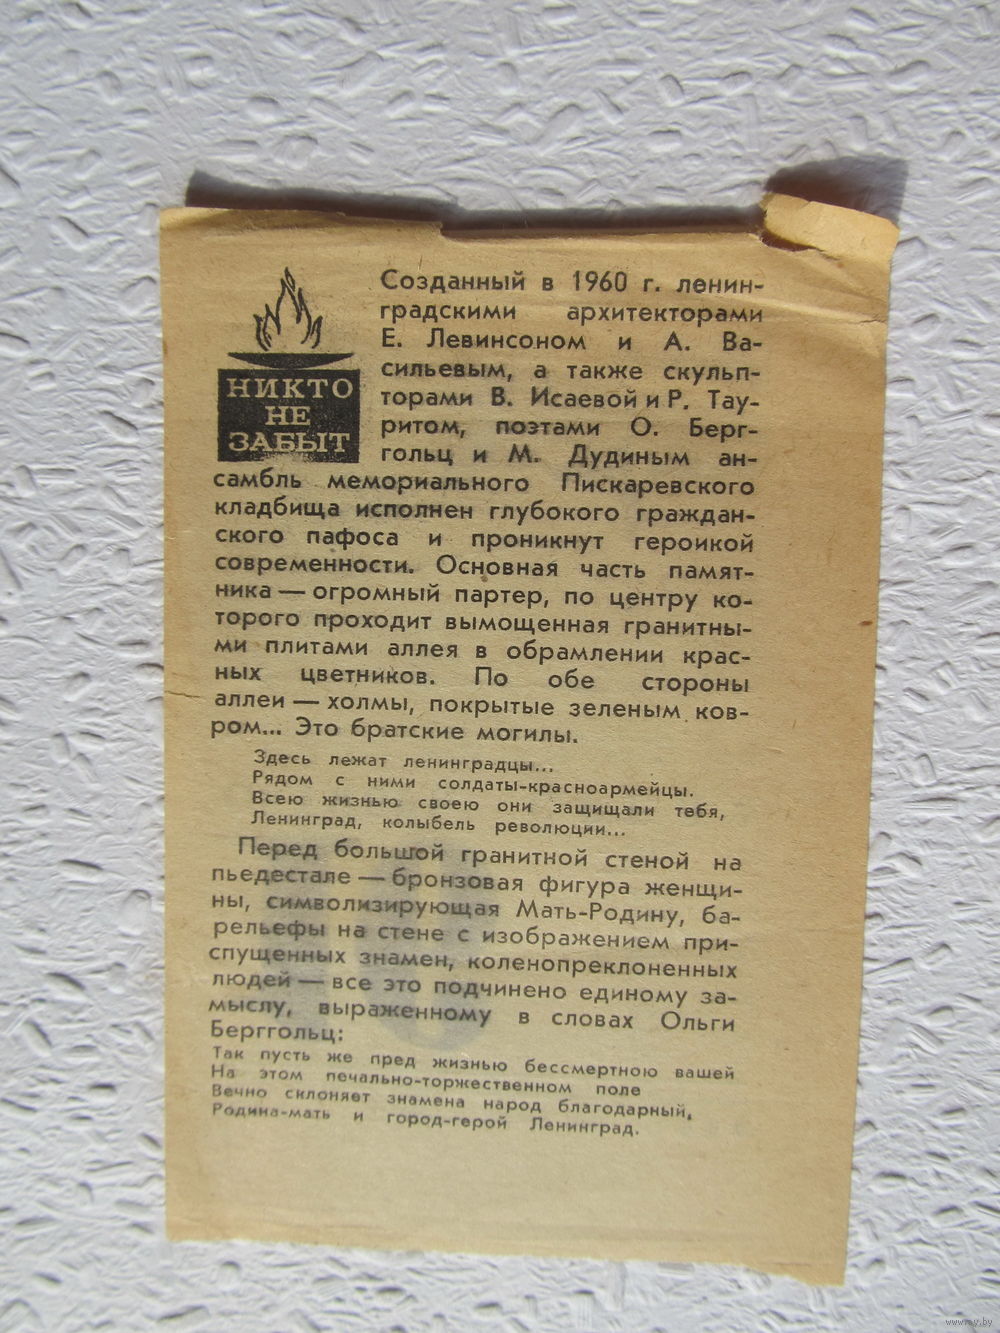 НИКТО
НЕ
ЗАБЫТ
Созданный в 1960 г. ленин-
градскими архитекторами
Е. Левинсоном и А. Ва-
сильевым, а также скульп-
торами В. Исаевой и Р. Тау-
ритом, поэтами О. Берг-
гольц и М. Дудиным ан-
самбль мемориального Пискаревского
кладбища исполнен глубокого граждан-
ского пафоса и проникнут героикой
современности. Основная часть памят-
ника — огромный партер, по центру ко-
торого проходит вымощенная гранитны-
ми плитами аллея в обрамлении крас-
ных цветников. По обе стороны
аллеи — холмы, покрытые зеленым ков-
ром... Это братские могилы.
Здесь лежат ленинградцы...
Рядом с ними солдаты-красноармейцы.
Всею жизнью своею они защищали тебя,
Ленинград, колыбель революции...
Перед большой гранитной стеной на
пьедестале — бронзовая фигура женщи-
ны, символизирующая Мать-Родину, ба-
рельефы на стене с изображением при-
спущенных знамен, коленопреклоненных
людей — все это подчинено единому за-
мыслу, выраженному в словах Ольги
Берггольц:
Так пусть же пред жизнью бессмертною вашей
На этом печально-торжественном поле
Вечно склоняет знамена народ благодарный,
Родина-мать и город-герой Ленинград.
www.ay.by